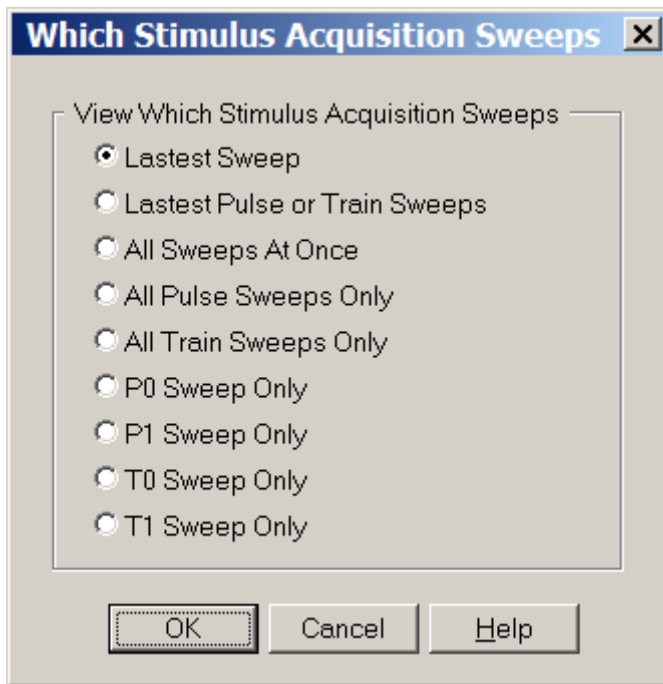 Which Stimulus Acquisition Sweeps
View Which Stimulus Acquisition Sweeps
Lastest Sweep
Lastest Pulse or Train Sweeps
All Sweeps At Once
All Pulse Sweeps Only
All Train Sweeps Only
P0 Sweep Only
P1 Sweep Only
T0 Sweep Only
T1 Sweep Only
OK Cancel Help